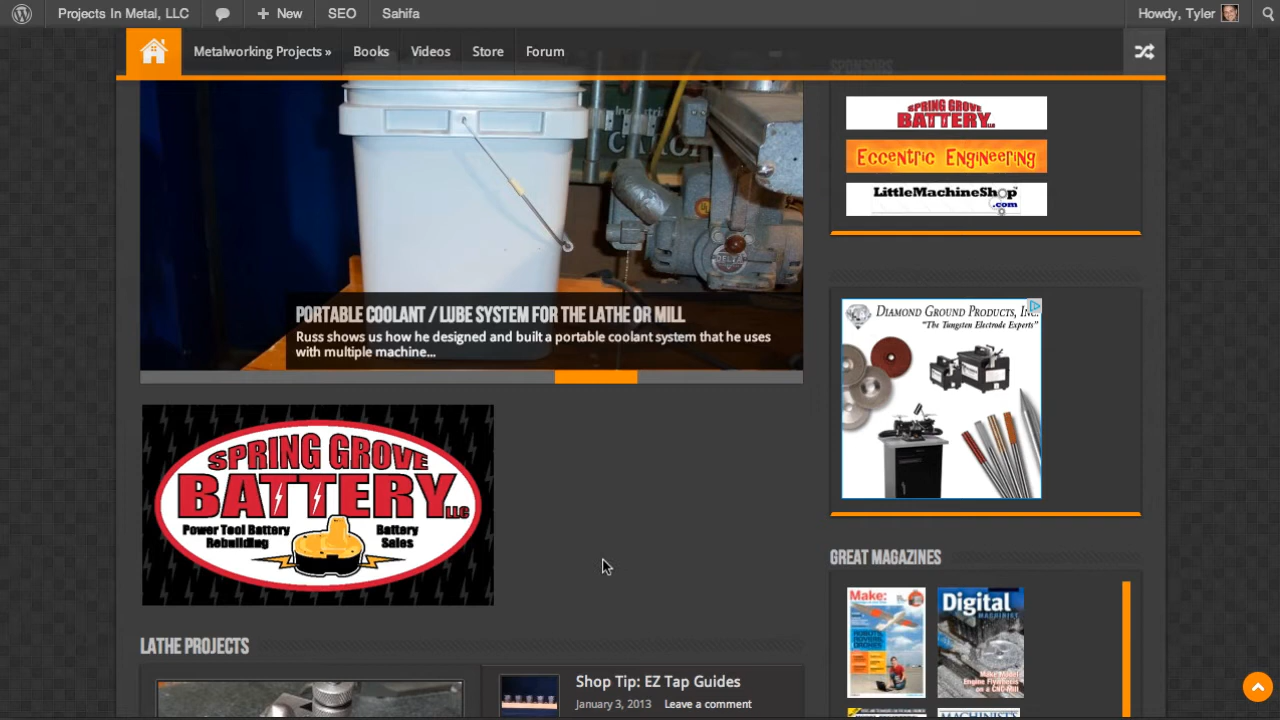 Projects In Metal, LLC
New
SEO
Sahifa
Howdy, Tyler
Metalworking Projects »
Books
Videos
Store
Forum
SPONSORS
SPRING GROVE
BATTERY LLC
Eccentric Engineering
LittleMachineShop
.com
PORTABLE COOLANT / LUBE SYSTEM FOR THE LATHE OR MILL
Russ shows us how he designed and built a portable coolant system that he uses
with multiple machine...
DIAMOND GROUND PRODUCTS, INC.
"The Tungsten Electrode Experts"
SPRING GROVE
BATTERY LLC
Power Tool Battery
Rebuilding
Battery
Sales
GREAT MAGAZINES
Make:
Digital
MACHINIST
LATHE PROJECTS
Shop Tip: EZ Tap Guides
January 3, 2013
Leave a comment